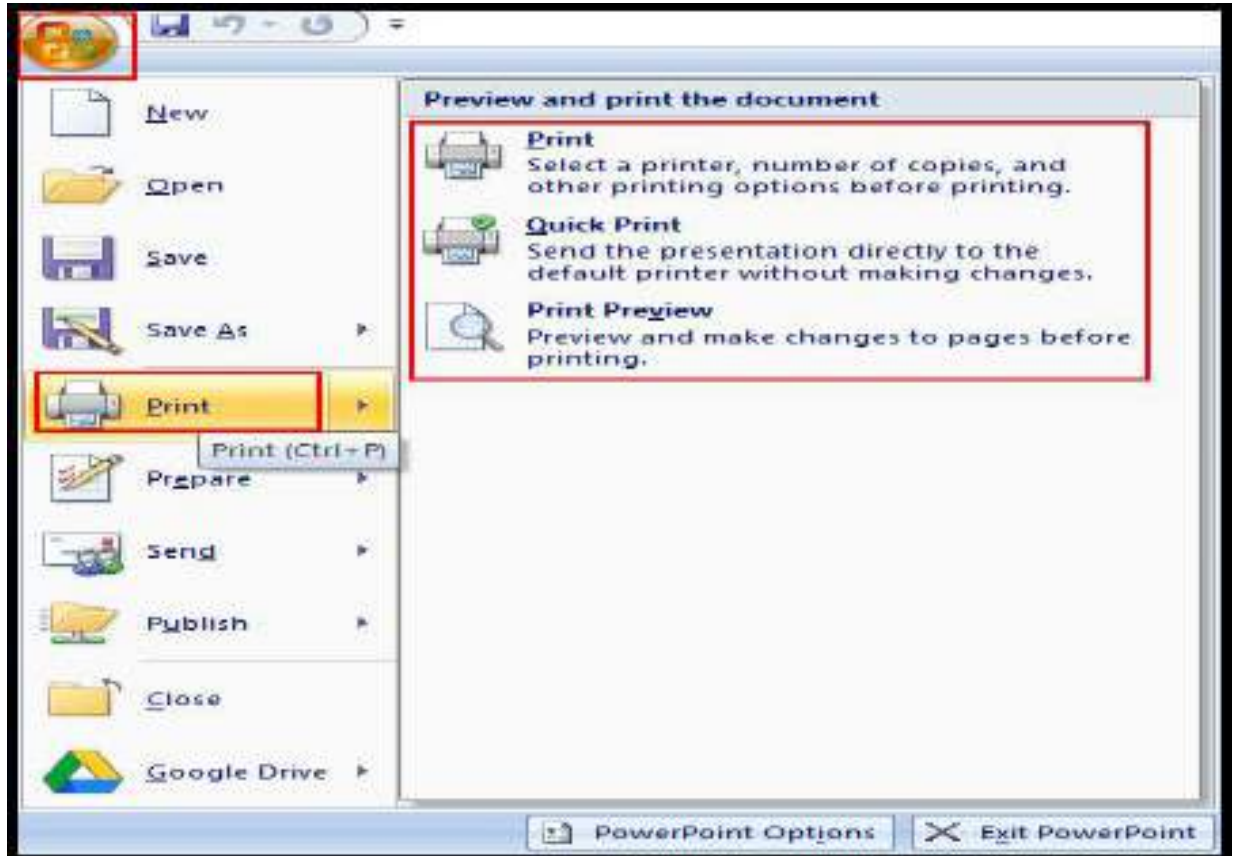 New
Open
Save
Save As
Print
Print (Ctrl+P)
Prepare
Send
Publish
Close
Google Drive
Preview and print the document
Print
Select a printer, number of copies, and
other printing options before printing.
Quick Print
Send the presentation directly to the
default printer without making changes.
Print Preview
Preview and make changes to pages before
printing.
PowerPoint Options
Exit PowerPoint